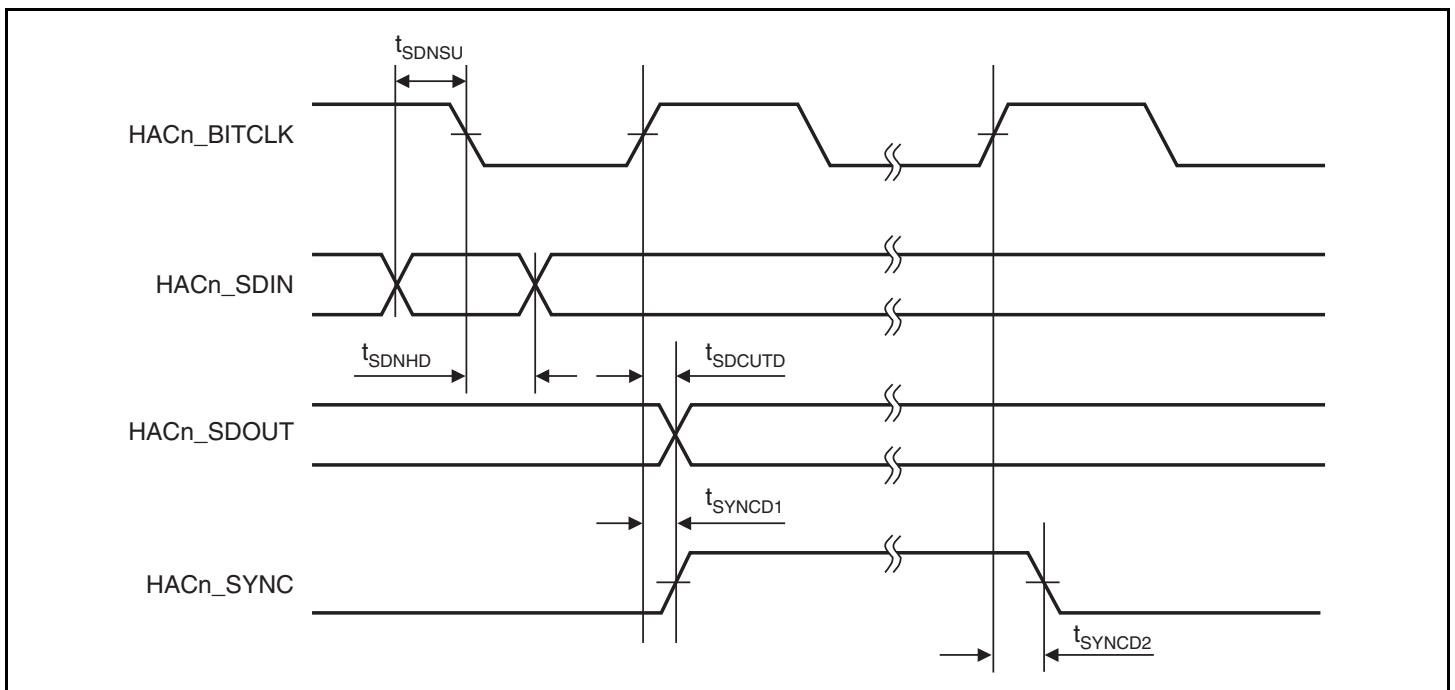 tSDNSU
HACn_BITCLK
HACn_SDIN
tSDNHD
tSDCUTD
HACn_SDOUT
tSYNCD1
HACn_SYNC
tSYNCD2